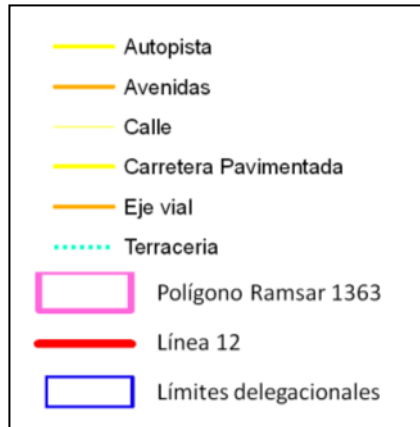 Autopista
Avenidas
Calle
Carretera Pavimentada
Eje vial
Terraceria
Polígono Ramsar 1363
Línea 12
Límites delegacionales